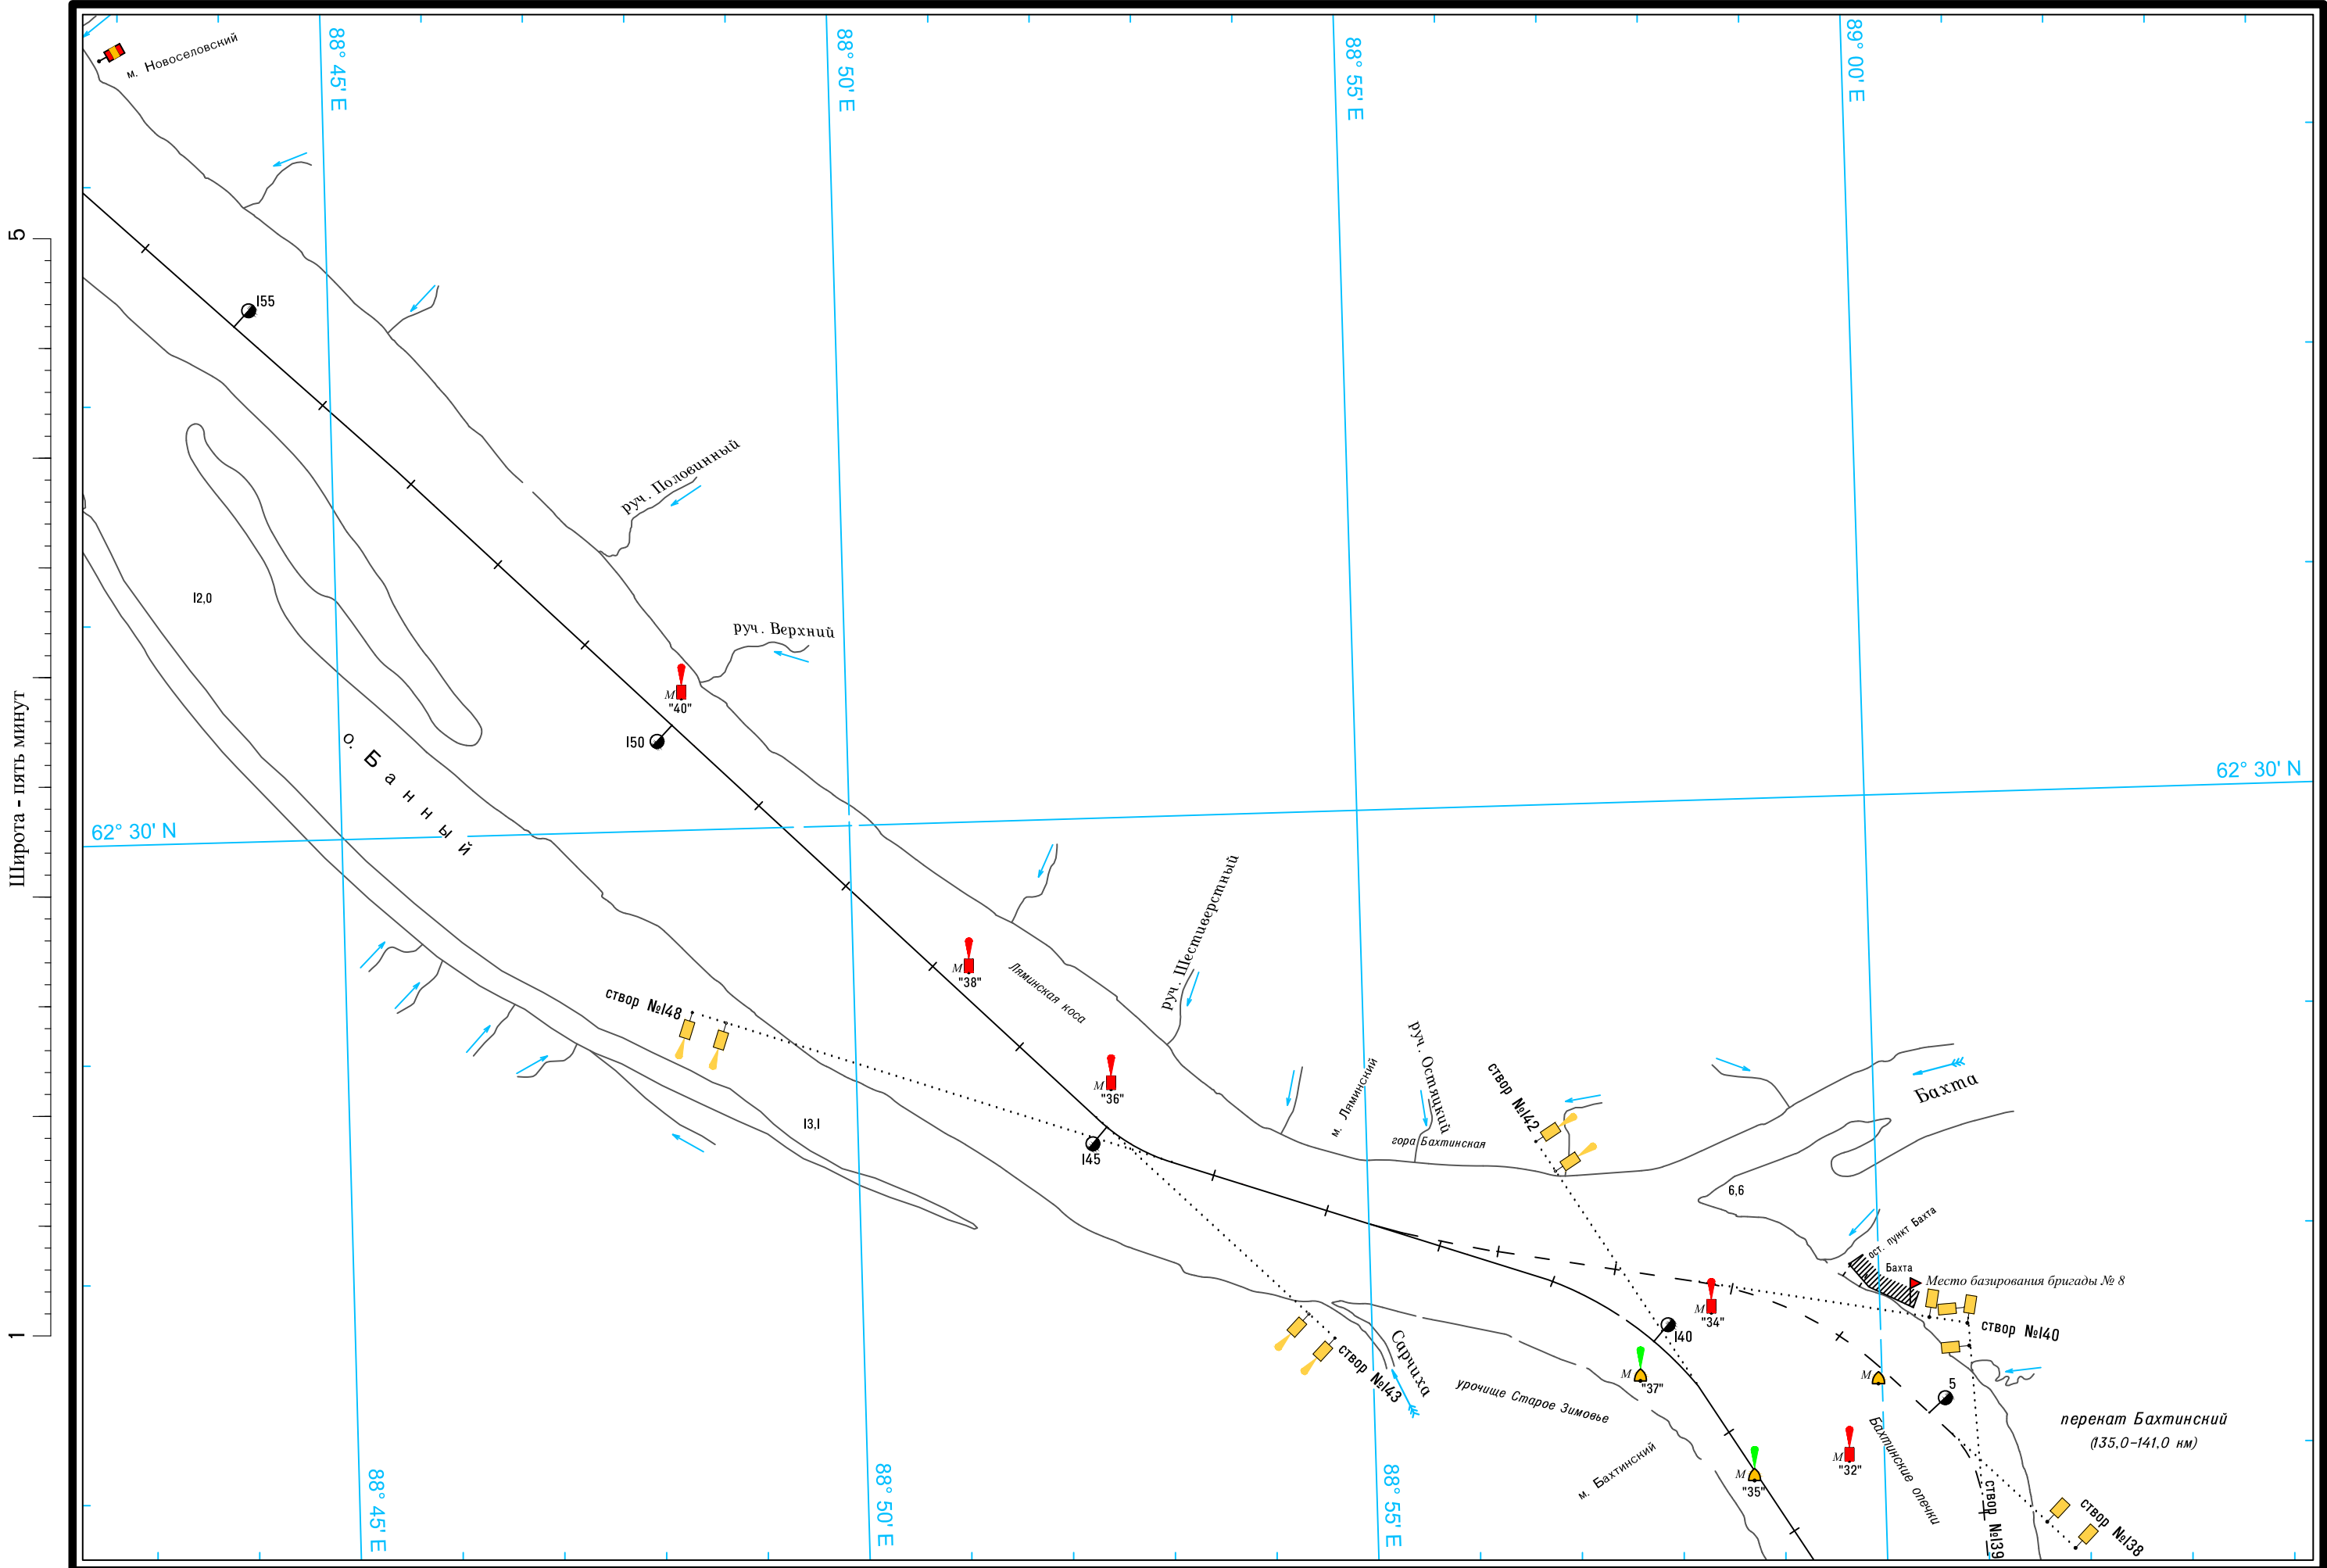 м. Новоселовский
88° 45' E
88° 50' E
88° 55' E
89° 00' E
5
155
руч. Половинный
12,0
руч. Верхний
М
"40"
150
Широта - пять минут
о. Банный
62° 30' N
62° 30' N
М
"38"
Ляминская коса
руч. Шестиверстный
створ №148
М
"36"
м. Ляминский
руч. Остяцкий
створ №142
Бахта
гора Бахтинская
13,1
145
6,6
ост. пункт Бахта
Бахта
Место базирования бригады № 8
1
"34"
140
створ №140
Сарчиха
створ №143
М
"37"
М
урочище Старое Зимовье
5
перекат Бахтинский
(135,0-141,0 км)
Бахтинские опечки
м. Бахтинский
М
"32"
М
"35"
створ №139
створ №138
88° 45' E
88° 50' E
88° 55' E